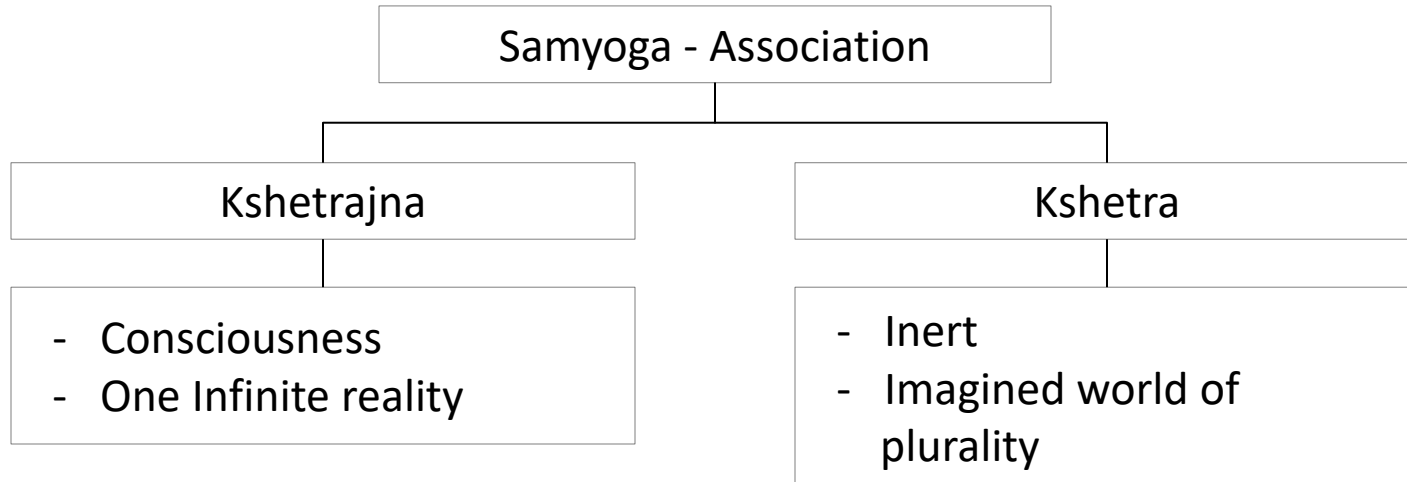 Samyoga - Association
Kshetrajna
Kshetra
- Consciousness
- One Infinite reality
- Inert
- Imagined world of
plurality